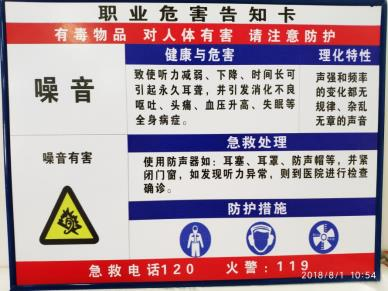 职业危害告知卡
有毒物品 对人体有害 请注意防护
健康与危害
理化特性
噪音
致使听力减弱、下降、时间长可
引起永久耳聋，并引发消化不良
呕吐、头痛、血压升高、失眠等
全身病症。
声强和频率
的变化都无
规律、杂乱
无章的声音
急救处理
噪音有害
使用防声器如：耳塞、耳罩、防声帽等，并紧
闭门窗，如发现听力异常，则到医院进行检查
确诊。
防护措施
急救电话120 火警：119
2018/8/1 10:54